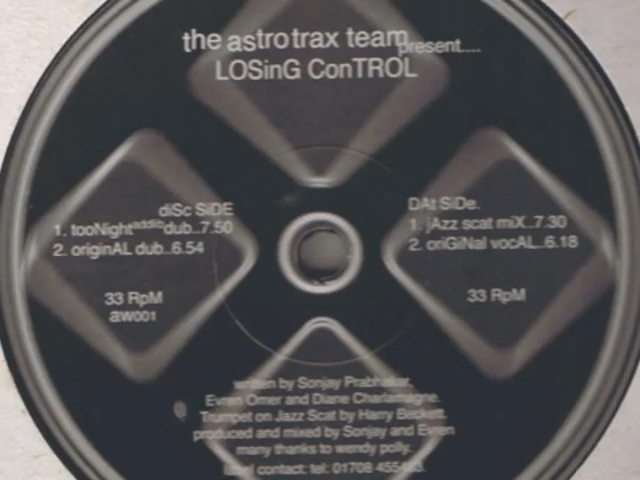 the astrotrax team present....
LOSinG ConTROL
diSc SiDE
1. tooNight addlib dub..7.50
2. originAL dub..6.54
33 RpM
aw001
DAt SiDe.
1. jAzz scat miX..7.30
2. oriGiNal vocAL..6.18
33 RpM
written by Sonjay Prabhakar,
Evren Omer and Diane Charlamagne.
Trumpet on Jazz Scat by Harry Beckett.
produced and mixed by Sonjay and Evren
many thanks to wendy polly.
label contact: tel: 01708